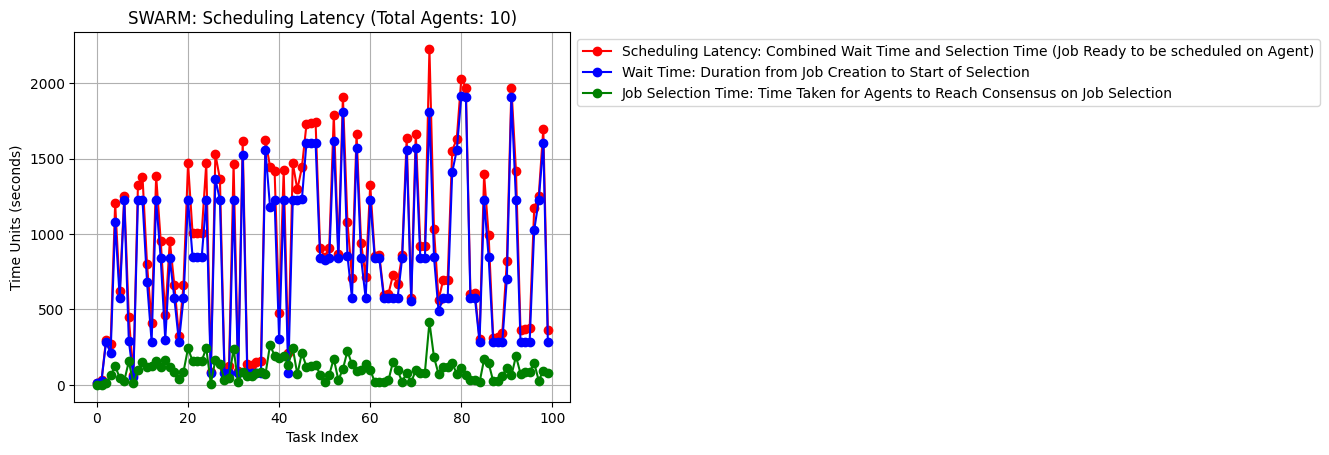 SWARM: Scheduling Latency (Total Agents: 10)
Scheduling Latency: Combined Wait Time and Selection Time (Job Ready to be scheduled on Agent)
Wait Time: Duration from Job Creation to Start of Selection
Job Selection Time: Time Taken for Agents to Reach Consensus on Job Selection
Time Units (seconds)
2000
1500
1000
500
0
0 20 40 60 80 100
Task Index